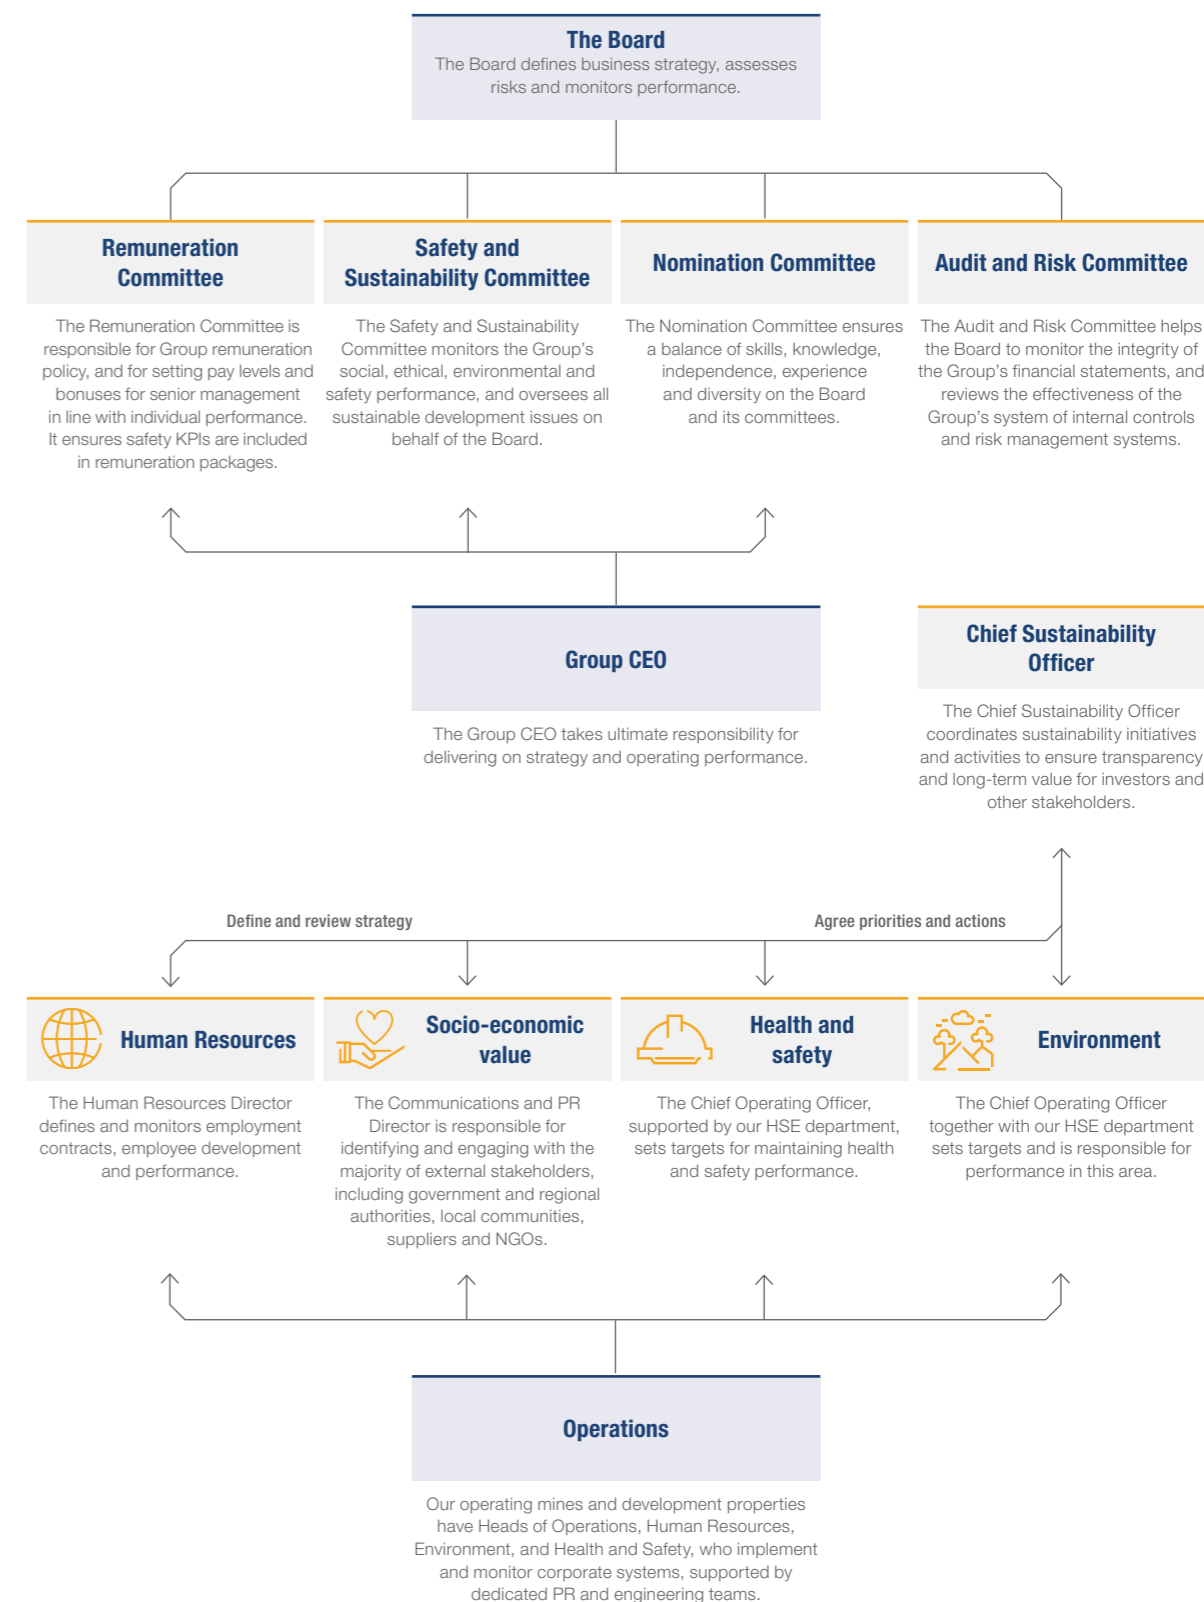 The Board
The Board defines business strategy, assesses
risks and monitors performance.
Remuneration
Committee
The Remuneration Committee is
responsible for Group remuneration
policy, and for setting pay levels and
bonuses for senior management
in line with individual performance.
It ensures safety KPIs are included
in remuneration packages.
Safety and
Sustainability Committee
The Safety and Sustainability
Committee monitors the Group’s
social, ethical, environmental and
safety performance, and oversees all
sustainable development issues on
behalf of the Board.
Nomination Committee
The Nomination Committee ensures
a balance of skills, knowledge,
independence, experience
and diversity on the Board
and its committees.
Audit and Risk Committee
The Audit and Risk Committee helps
the Board to monitor the integrity of
the Group’s financial statements, and
reviews the effectiveness of the
Group’s system of internal controls
and risk management systems.
Group CEO
The Group CEO takes ultimate responsibility for
delivering on strategy and operating performance.
Chief Sustainability
Officer
The Chief Sustainability Officer
coordinates sustainability initiatives
and activities to ensure transparency
and long-term value for investors and
other stakeholders.
Define and review strategy
Agree priorities and actions
Human Resources
The Human Resources Director
defines and monitors employment
contracts, employee development
and performance.
Socio-economic
value
The Communications and PR
Director is responsible for
identifying and engaging with the
majority of external stakeholders,
including government and regional
authorities, local communities,
suppliers and NGOs.
Health and
safety
The Chief Operating Officer,
supported by our HSE department,
sets targets for maintaining health
and safety performance.
Environment
The Chief Operating Officer
together with our HSE department
sets targets and is responsible for
performance in this area.
Operations
Our operating mines and development properties
have Heads of Operations, Human Resources,
Environment, and Health and Safety, who implement
and monitor corporate systems, supported by
dedicated PR and engineering teams.